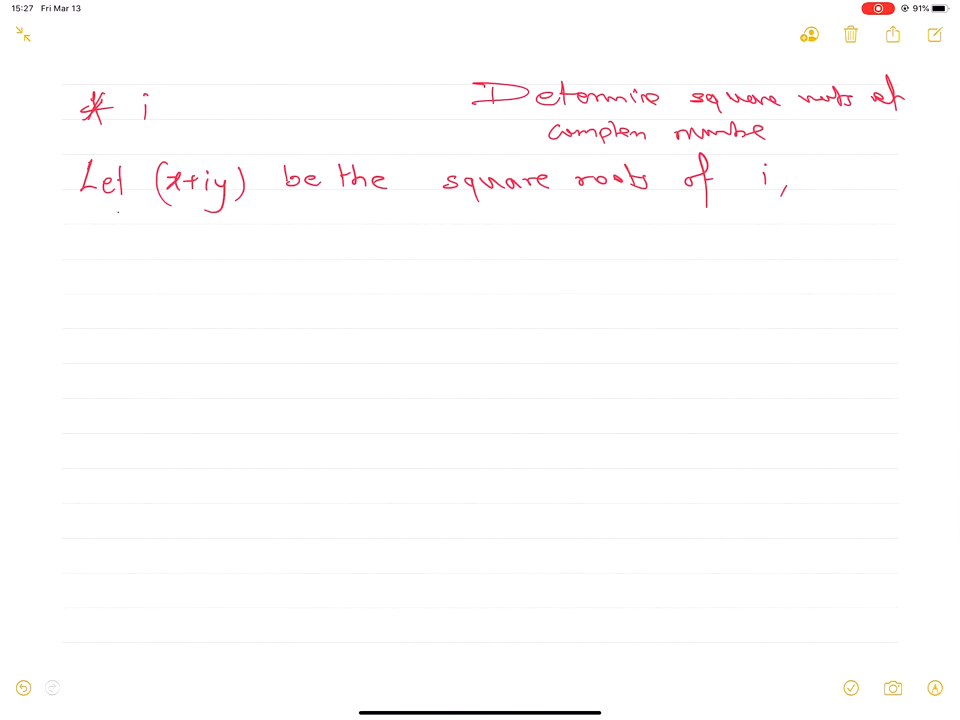 15:27 Fri Mar 13 91%
* i Determine square roots of
complex number
Let (x+iy) be the square roots of i,